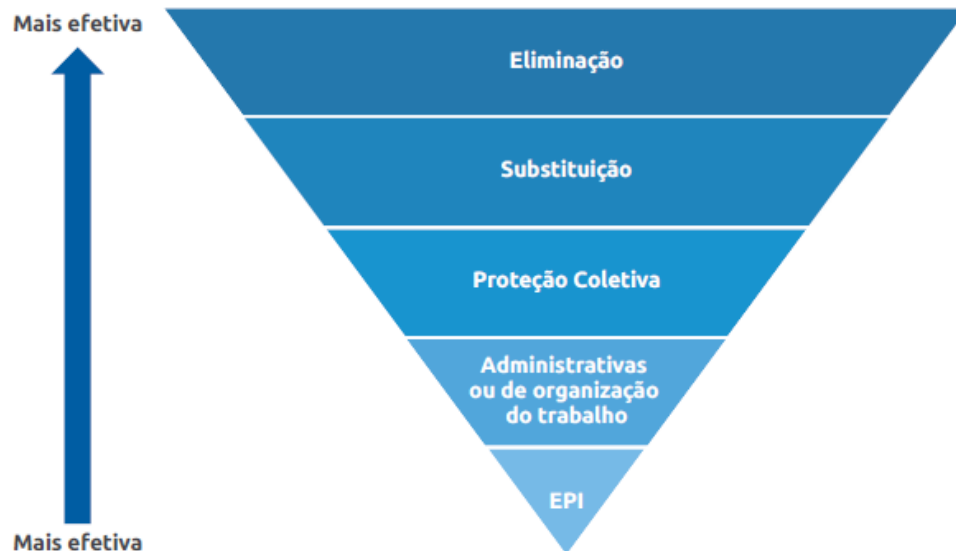 Mais efetiva
Eliminação
Substituição
Proteção Coletiva
Administrativas
ou de organização
do trabalho
EPI
Mais efetiva